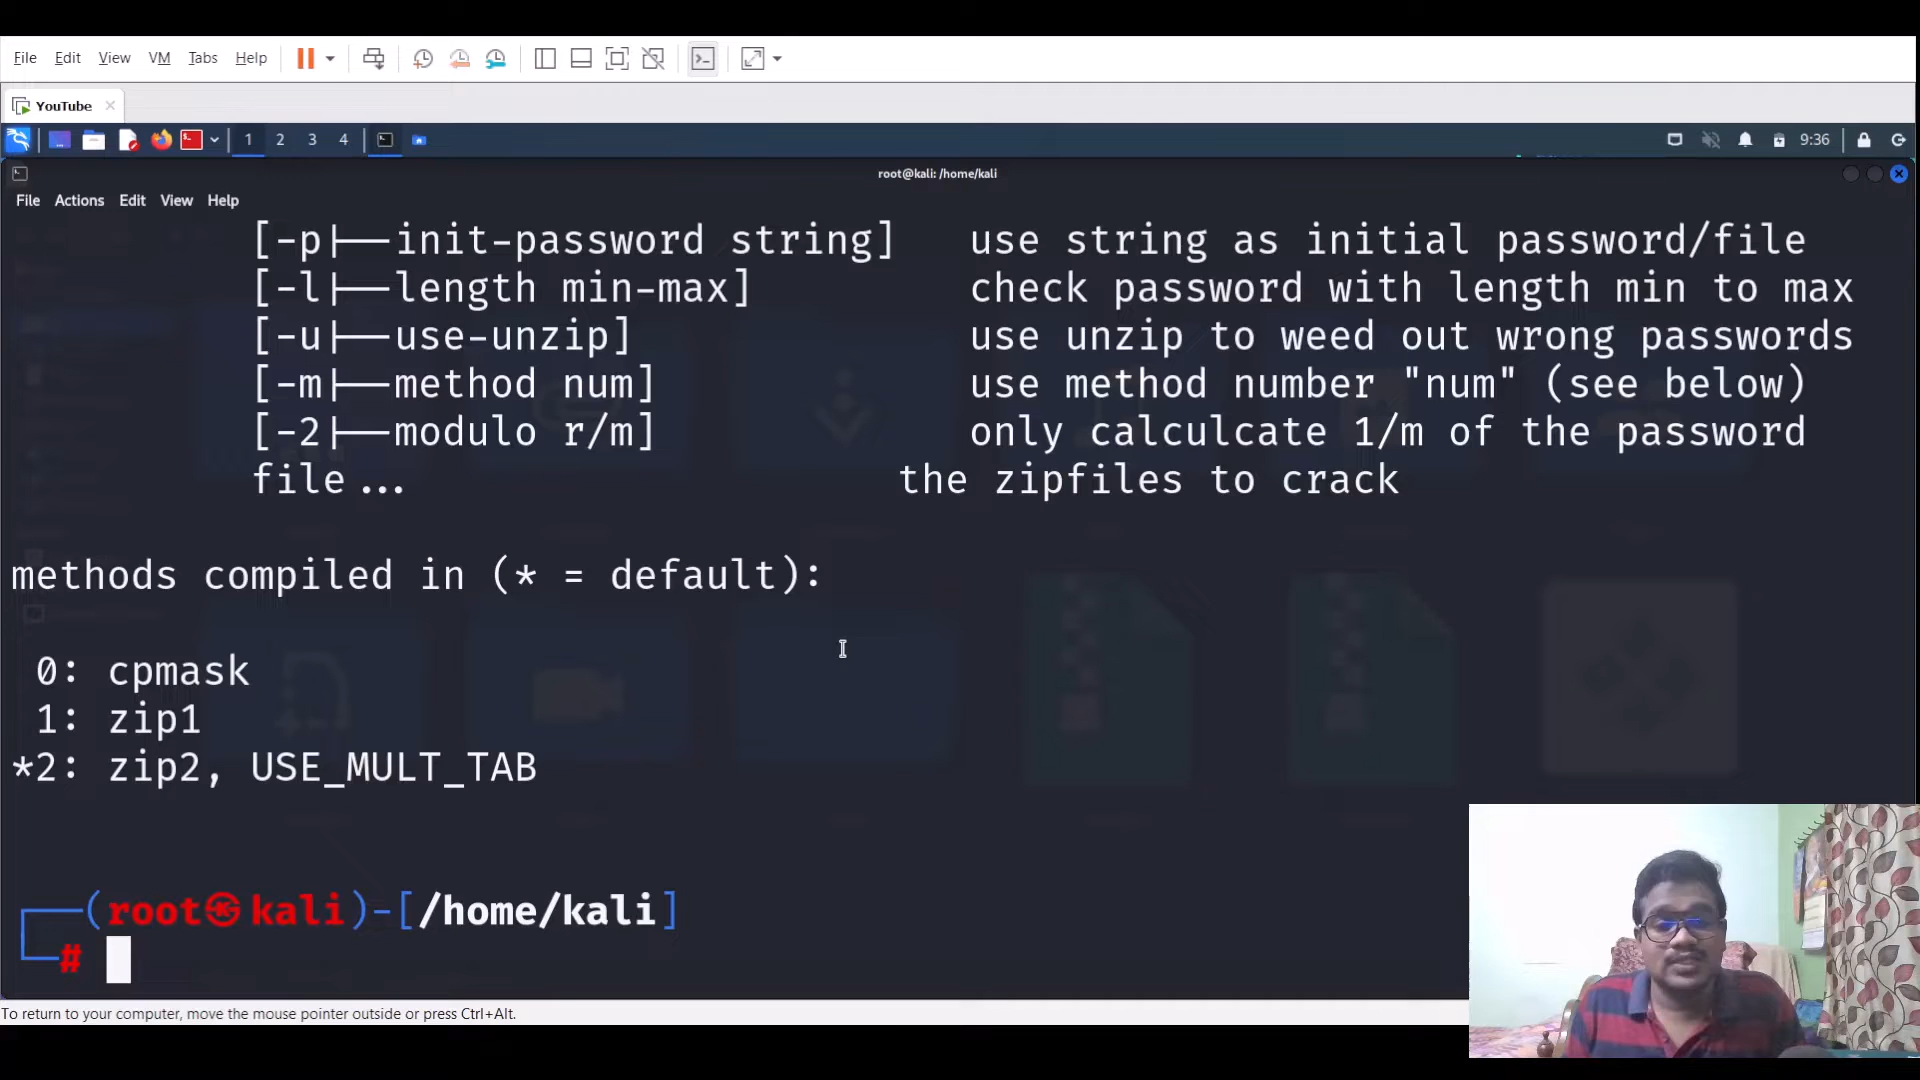 File Edit View VM Tabs Help
YouTube
1 2 3 4 9:36
root@kali: /home/kali
File Actions Edit View Help
[-p|--init-password string] use string as initial password/file
[-l|--length min-max] check password with length min to max
[-u|--use-unzip] use unzip to weed out wrong passwords
[-m|--method num] use method number "num" (see below)
[-2|--modulo r/m] only calculcate 1/m of the password
file... the zipfiles to crack
methods compiled in (* = default):
0: cpmask
1: zip1
*2: zip2, USE_MULT_TAB
┌──(root㉿kali)-[/home/kali]
└─#
To return to your computer, move the mouse pointer outside or press Ctrl+Alt.